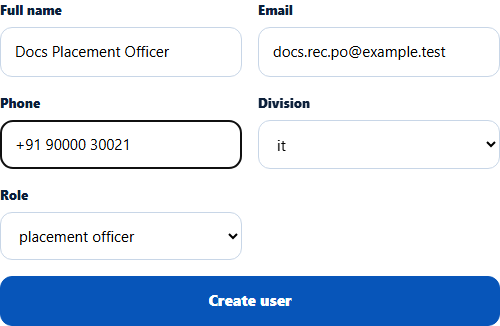 Full name
Email
Docs Placement Officer
docs.rec.po@example.test
Phone
Division
+91 90000 30021
it
Role
placement officer
Create user